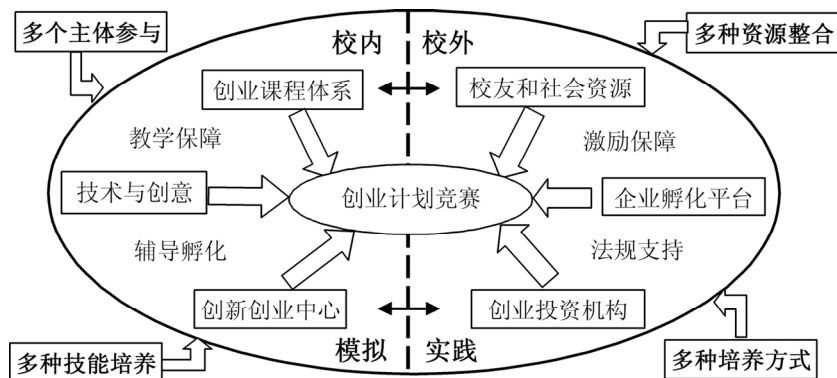 多个主体参与
校内
校外
多种资源整合
创业课程体系
校友和社会资源
教学保障
激励保障
技术与创意
创业计划竞赛
企业孵化平台
辅导孵化
法规支持
创新创业中心
创业投资机构
多种技能培养
模拟
实践
多种培养方式